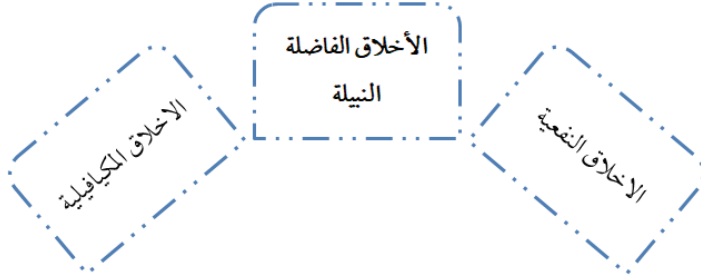 الأخلاق الفاضلة
النبيلة
الاخلاق النفعية
الاخلاق المكيافيلية